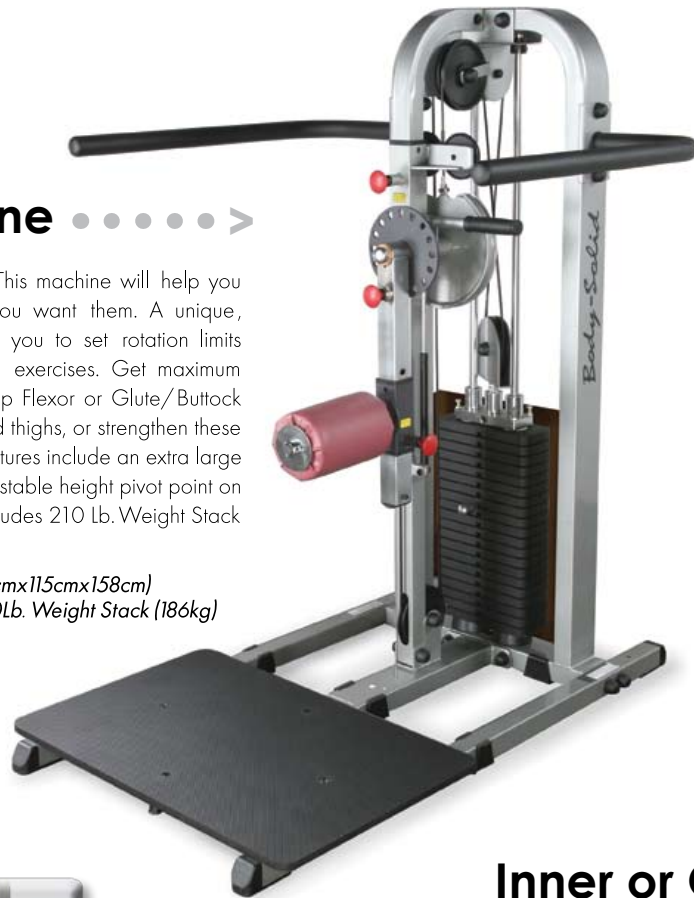 ne
This machine will help you
ou want them. A unique,
you to set rotation limits
exercises. Get maximum
p Flexor or Glute/Buttock
d thighs, or strengthen these
tures include an extra large
stable height pivot point on
udes 210 Lb. Weight Stack
cmx115cmx158cm)
0Lb. Weight Stack (186kg)
Body-Solid
Inner or